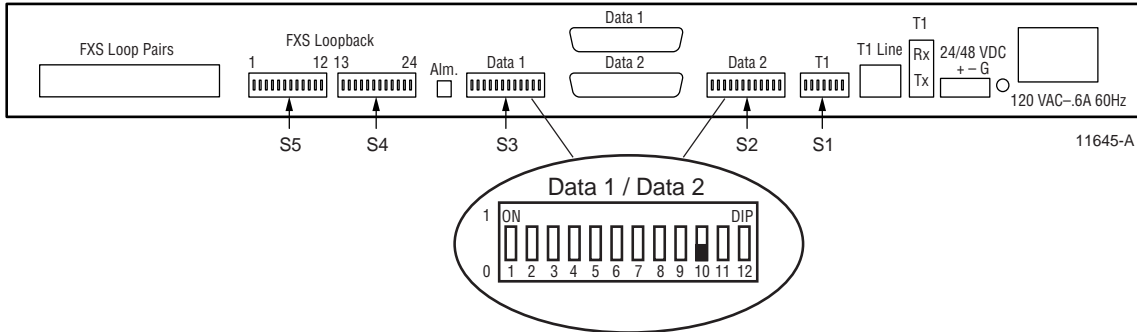 FXS Loop Pairs
FXS Loopback
1 12 13 24
Alm.
Data 1
Data 1
Data 2
Data 2
T1
T1 Line
T1
Rx
Tx
24/48 VDC
+ – G
120 VAC–.6A 60Hz
S5 S4 S3 S2 S1
11645-A
Data 1 / Data 2
1 ON DIP
0 1 2 3 4 5 6 7 8 9 10 11 12